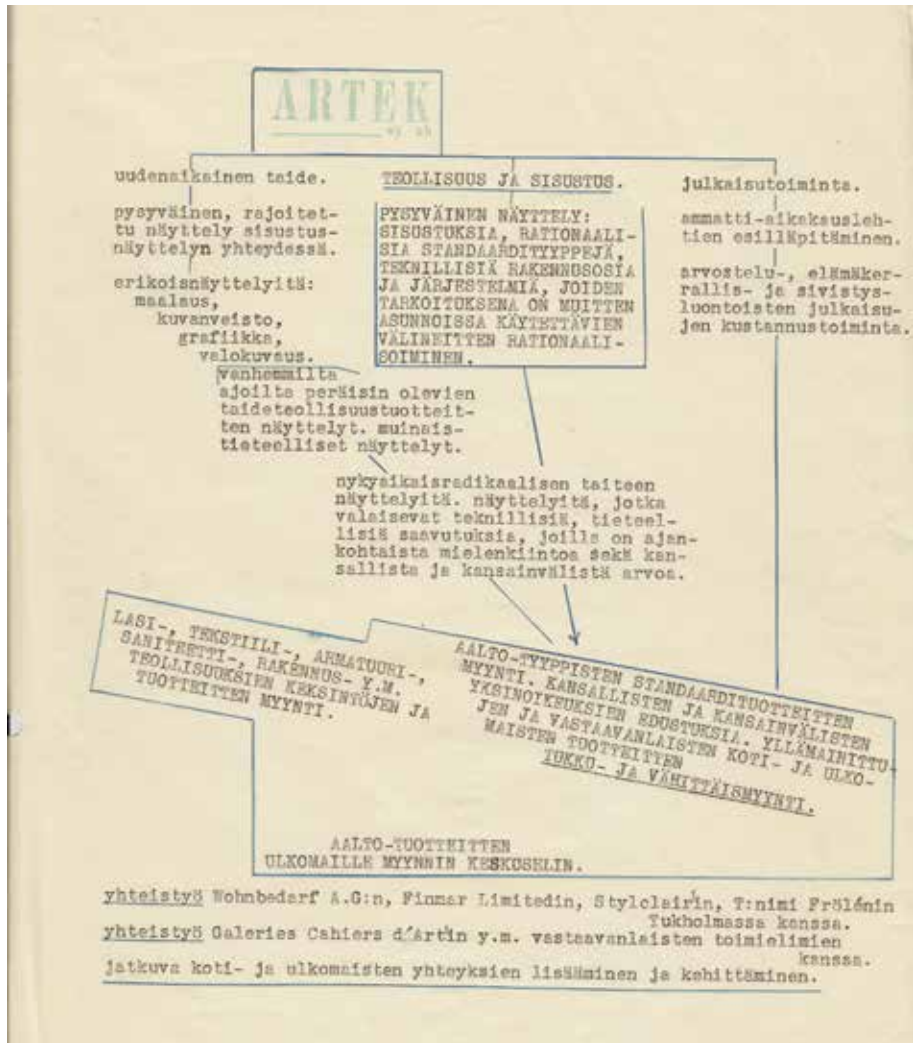 ARTEK
oy ab
uudenaikainen taide.
pysyväinen, rajoitet-
tu näyttely sisustus-
näyttelyn yhteydessä.
erikoisnäyttelyitä:
maalaus,
kuvanveisto,
grafiikka,
valokuvaus.
vanhemmilta
ajoilta peräisin olevien
taideteollisuustuotteit-
ten näyttelyt. muinais-
tieteelliset näyttelyt.
TEOLLISUUS JA SISUSTUS.
PYSYVÄINEN NÄYTTELY:
SISUSTUKSIA, RATIONAALI-
SIA STANDAARDITYYPPEJÄ,
TEKNILLISIÄ RAKENNUSOSIA
JA JÄRJESTELMIÄ, JOIDEN
TARKOITUKSENA ON MUITTEN
ASUNNOISSA KÄYTETTÄVIEN
VÄLINEITTEN RATIONAALI-
SOIMINEN.
julkaisutoiminta.
ammatti-aikakausleh-
tien esilläpitäminen.
arvostelu-, elämäker-
rallis- ja sivistys-
luontoisten julkaisu-
jen kustannustoiminta.
nykyaikaisradikaalisen taiteen
näyttelyitä. näyttelyitä, jotka
valaisevat teknillisiä, tieteel-
lisiä saavutuksia, joilla on ajan-
kohtaista mielenkiintoa sekä kan-
sallista ja kansainvälistä arvoa.
LASI-, TEKSTIILI-, ARMATUURI-,
SANITEETTI-, RAKENNUS- Y.M.
TEOLLISUUKSIEN KEKSINTÖJEN JA
TUOTTEITTEN MYYNTI.
AALTO-TYYPPISTEN STANDAARDITUOTTEITTEN
MYYNTI. KANSALLISTEN JA KANSAINVÄLISTEN
YKSINOIKEUKSIEN EDUSTUKSIA. YLLÄMAINITTU-
JEN JA VASTAAVANLAISTEN KOTI- JA ULKO-
MAISTEN TUOTTEITTEN
TUKKU- JA VÄHITTÄISMYYNTI.
AALTO-TUOTTEITTEN
ULKOMAILLE MYYNNIN KESKUSELIN.
yhteistyö Wohnbedarf A.G:n, Finmar Limitedin, Stylclair'in, T:nimi Frölénin
Tukholmassa kanssa.
yhteistyö Galeries Cahiers d'Art'in y.m. vastaavanlaisten toimielimien
kanssa.
jatkuva koti- ja ulkomaisten yhteyksien lisääminen ja kehittäminen.